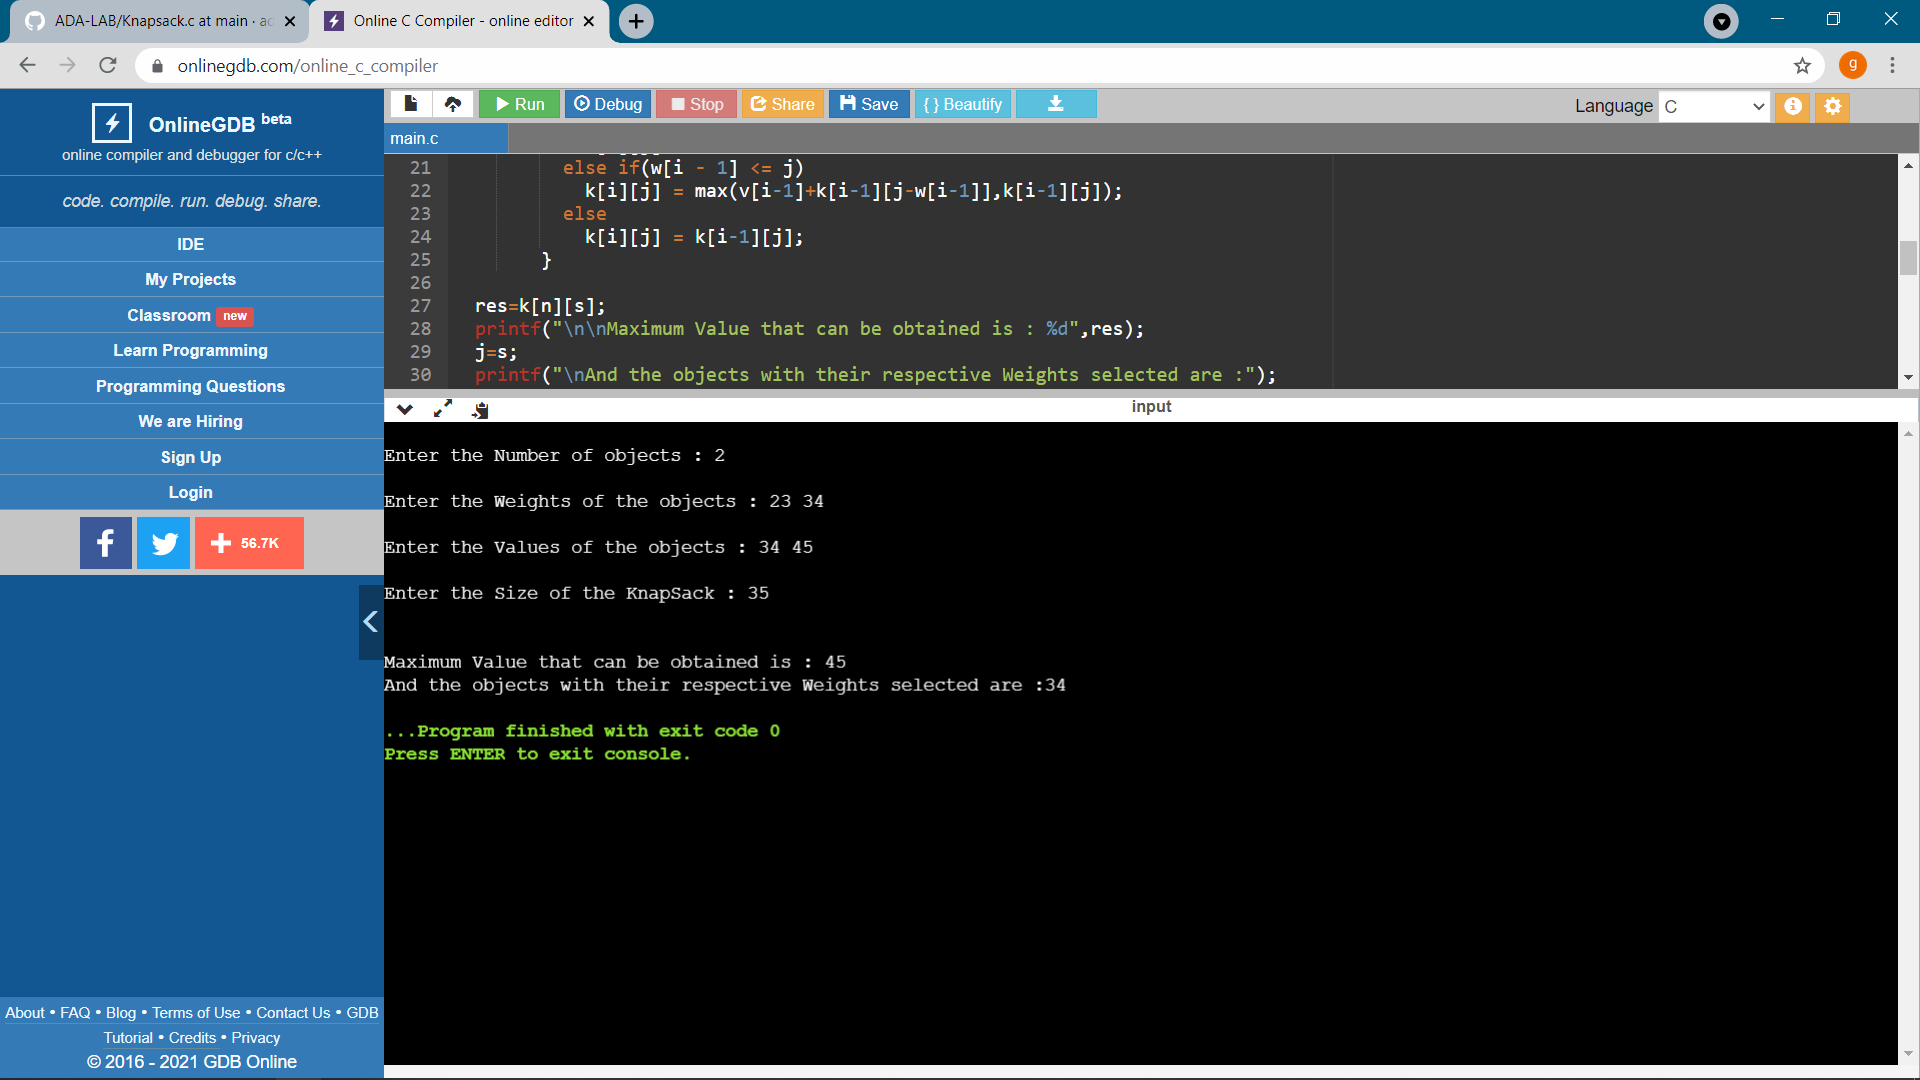 ADA-LAB/Knapsack.c at main ·
Online C Compiler - online editor
onlinegdb.com/online_c_compiler
g
OnlineGDB beta
online compiler and debugger for c/c++
code. compile. run. debug. share.
IDE
My Projects
Classroom new
Learn Programming
Programming Questions
We are Hiring
Sign Up
Login
f
+ 56.7K
About • FAQ • Blog • Terms of Use • Contact Us • GDB
Tutorial • Credits • Privacy
© 2016 - 2021 GDB Online
Run Debug Stop Share Save { } Beautify
Language C
main.c
21 else if(w[i - 1] <= j)
22 k[i][j] = max(v[i-1]+k[i-1][j-w[i-1]],k[i-1][j]);
23 else
24 k[i][j] = k[i-1][j];
25 }
26
27 res=k[n][s];
28 printf("\n\nMaximum Value that can be obtained is : %d",res);
29 j=s;
30 printf("\nAnd the objects with their respective Weights selected are :");
input
Enter the Number of objects : 2
Enter the Weights of the objects : 23 34
Enter the Values of the objects : 34 45
Enter the Size of the KnapSack : 35
Maximum Value that can be obtained is : 45
And the objects with their respective Weights selected are :34
...Program finished with exit code 0
Press ENTER to exit console.